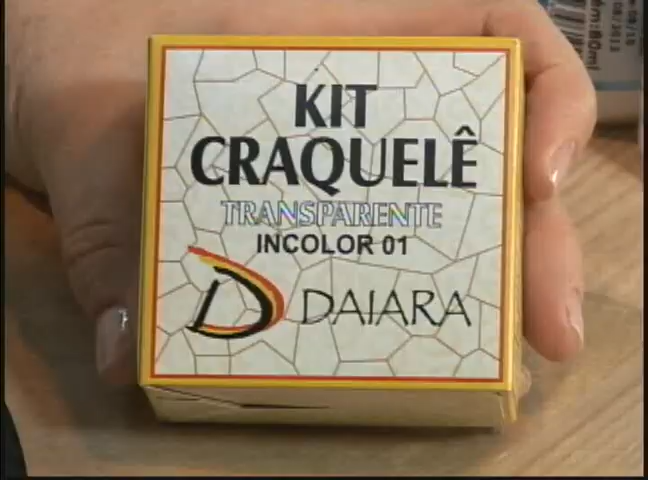 KIT
CRAQUELÊ
TRANSPARENTE
INCOLOR 01
D DAIARA